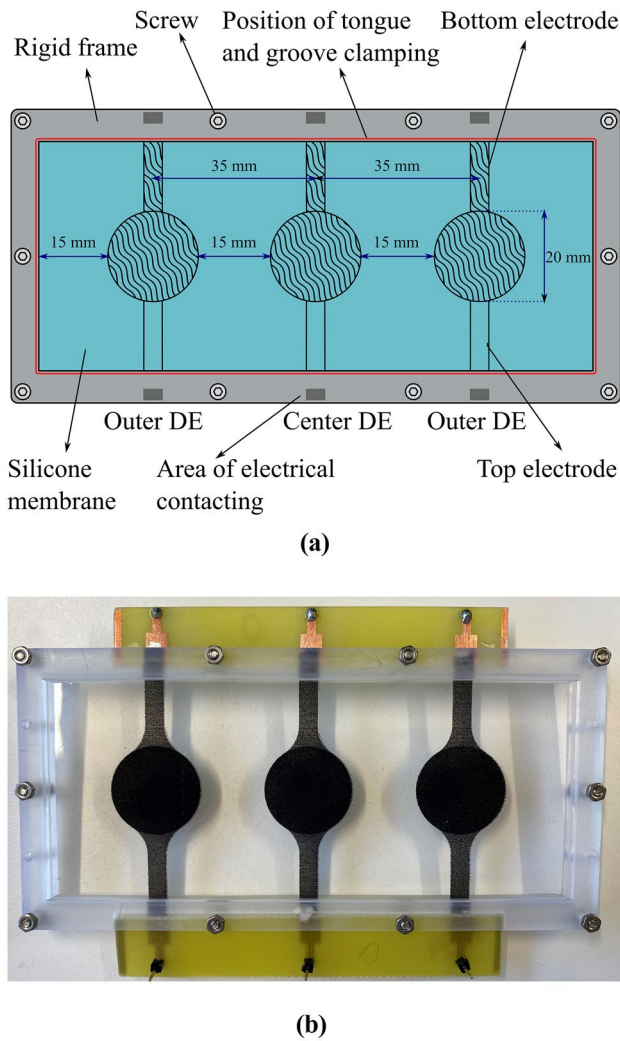 Screw
Position of tongue
and groove clamping
Bottom electrode
Rigid frame
35 mm
35 mm
15 mm
15 mm
15 mm
20 mm
Outer DE
Center DE
Outer DE
Silicone
membrane
Area of electrical
contacting
Top electrode
(a)
(b)